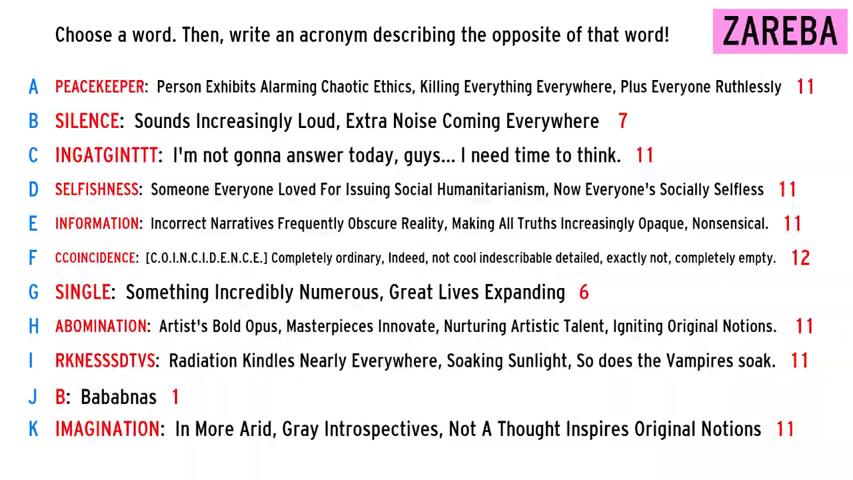 Choose a word. Then, write an acronym describing the opposite of that word!
ZAREBA
A PEACEKEEPER: Person Exhibits Alarming Chaotic Ethics, Killing Everything Everywhere, Plus Everyone Ruthlessly 11
B SILENCE: Sounds Increasingly Loud, Extra Noise Coming Everywhere 7
C INGATGINTTT: I'm not gonna answer today, guys... I need time to think. 11
D SELFISHNESS: Someone Everyone Loved For Issuing Social Humanitarianism, Now Everyone's Socially Selfless 11
E INFORMATION: Incorrect Narratives Frequently Obscure Reality, Making All Truths Increasingly Opaque, Nonsensical. 11
F CCOINCIDENCE: [C.O.I.N.C.I.D.E.N.C.E.] Completely ordinary, Indeed, not cool indescribable detailed, exactly not, completely empty. 12
G SINGLE: Something Incredibly Numerous, Great Lives Expanding 6
H ABOMINATION: Artist's Bold Opus, Masterpieces Innovate, Nurturing Artistic Talent, Igniting Original Notions. 11
I RKNESSSDTVS: Radiation Kindles Nearly Everywhere, Soaking Sunlight, So does the Vampires soak. 11
J B: Bababnas 1
K IMAGINATION: In More Arid, Gray Introspectives, Not A Thought Inspires Original Notions 11